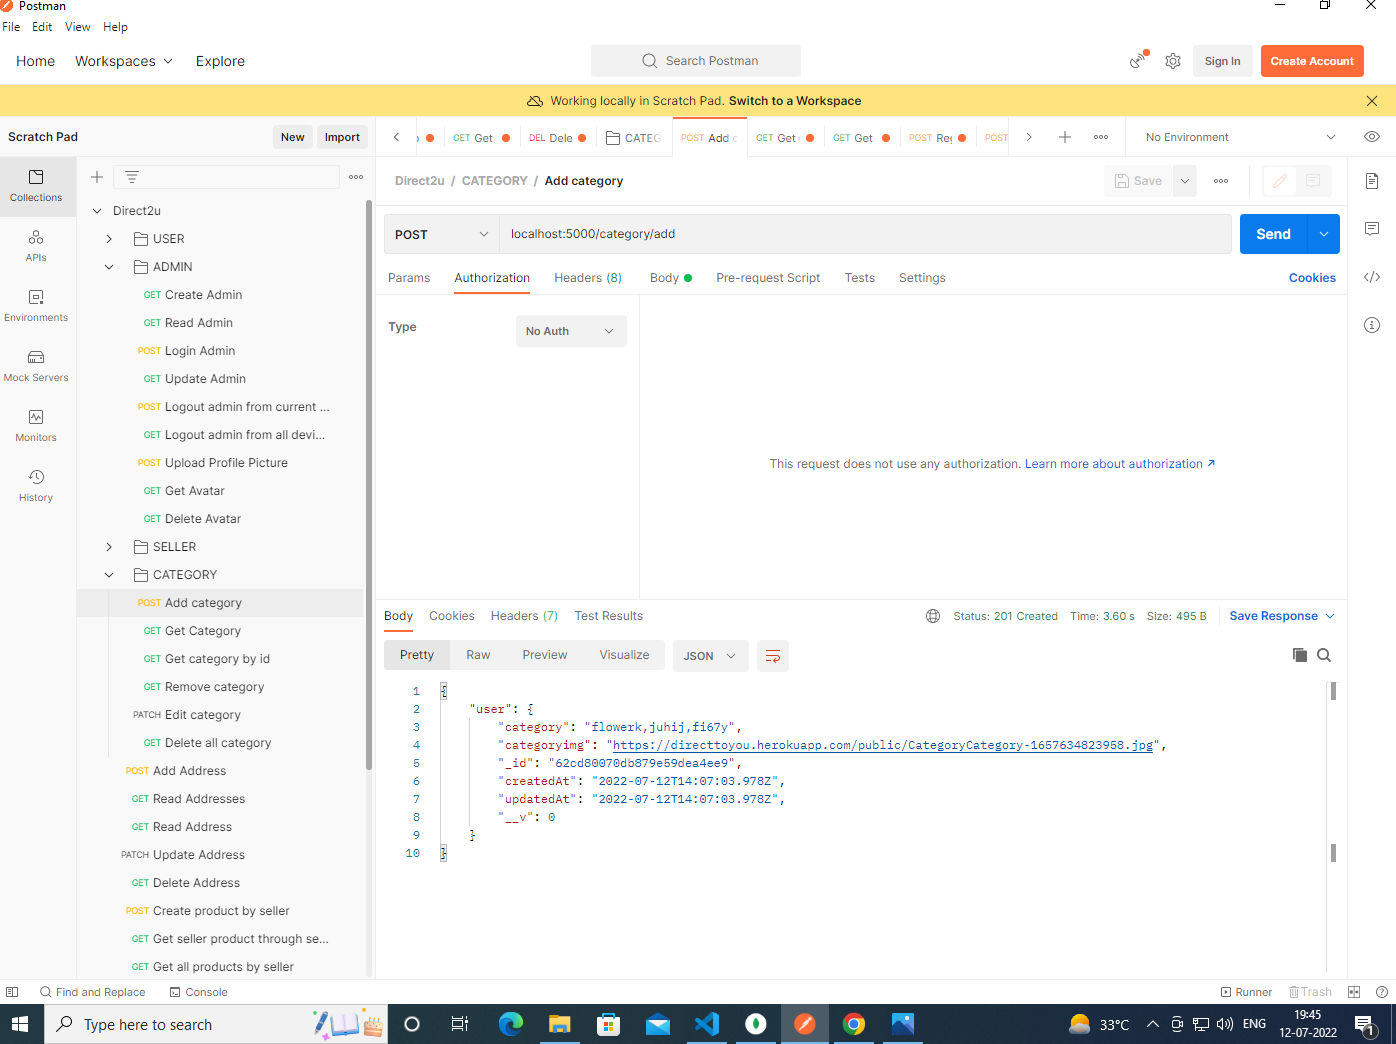 Postman
File Edit View Help
Home Workspaces Explore
Search Postman
Sign In
Create Account
Working locally in Scratch Pad. Switch to a Workspace
Scratch Pad
New
Import
GET Get
DEL Dele
CATEG
POST Add
GET Get
GET Get
POST Reg
POST
No Environment
Collections
APIs
Environments
Mock Servers
Monitors
History
Direct2u
USER
ADMIN
GET Create Admin
GET Read Admin
POST Login Admin
GET Update Admin
POST Logout admin from current ...
GET Logout admin from all devi...
POST Upload Profile Picture
GET Get Avatar
GET Delete Avatar
SELLER
CATEGORY
POST Add category
GET Get Category
GET Get category by id
GET Remove category
PATCH Edit category
GET Delete all category
POST Add Address
GET Read Addresses
GET Read Address
PATCH Update Address
GET Delete Address
POST Create product by seller
GET Get seller product through se...
GET Get all products by seller
Direct2u / CATEGORY / Add category
Save
POST
localhost:5000/category/add
Send
Params Authorization Headers (8) Body Pre-request Script Tests Settings
Cookies
Type
No Auth
This request does not use any authorization. Learn more about authorization ↗
Body Cookies Headers (7) Test Results
Status: 201 Created Time: 3.60 s Size: 495 B
Save Response
Pretty Raw Preview Visualize
JSON
1 {
2 "user": {
3 "category": "flowerk,juhij,fi67y",
4 "categoryimg": "https://directtoyou.herokuapp.com/public/CategoryCategory-1657634823958.jpg",
5 "_id": "62cd80070db879e59dea4ee9",
6 "createdAt": "2022-07-12T14:07:03.978Z",
7 "updatedAt": "2022-07-12T14:07:03.978Z",
8 "__v": 0
9 }
10 }
Find and Replace
Console
Runner
Trash
Type here to search
33°C
ENG
19:45
12-07-2022
1